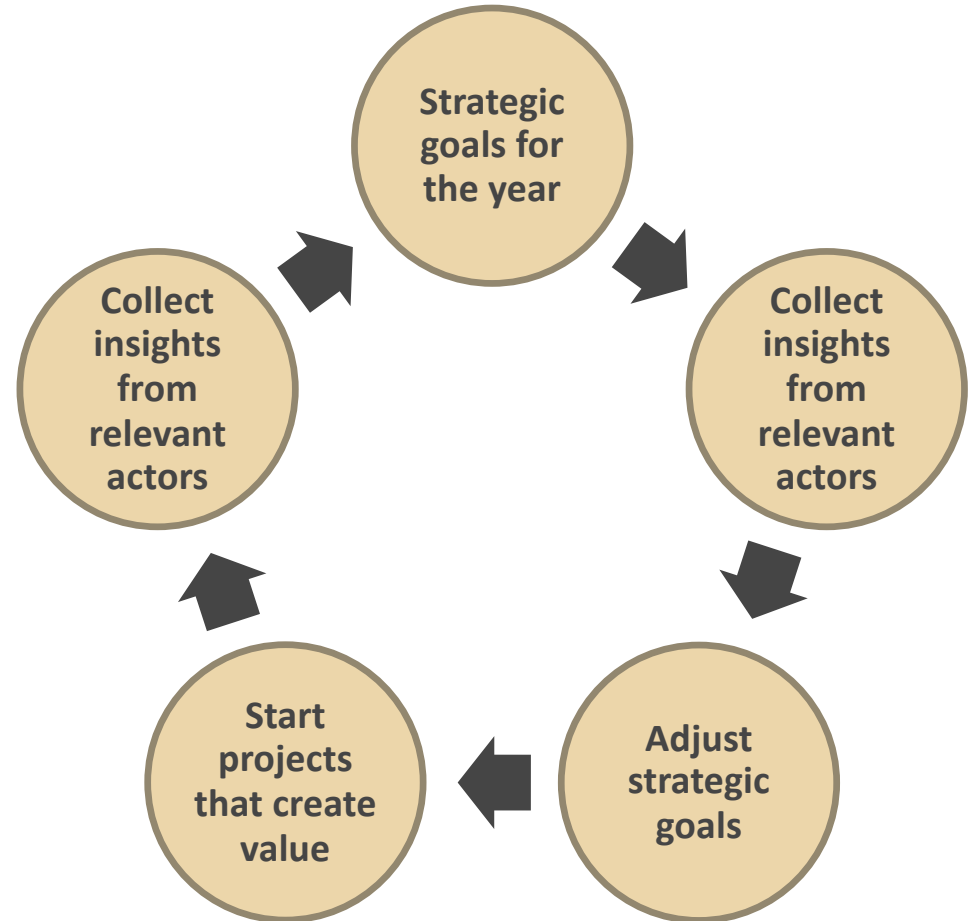 Strategic
goals for
the year
Collect
insights
from
relevant
actors
Adjust
strategic
goals
Start
projects
that create
value
Collect
insights
from
relevant
actors